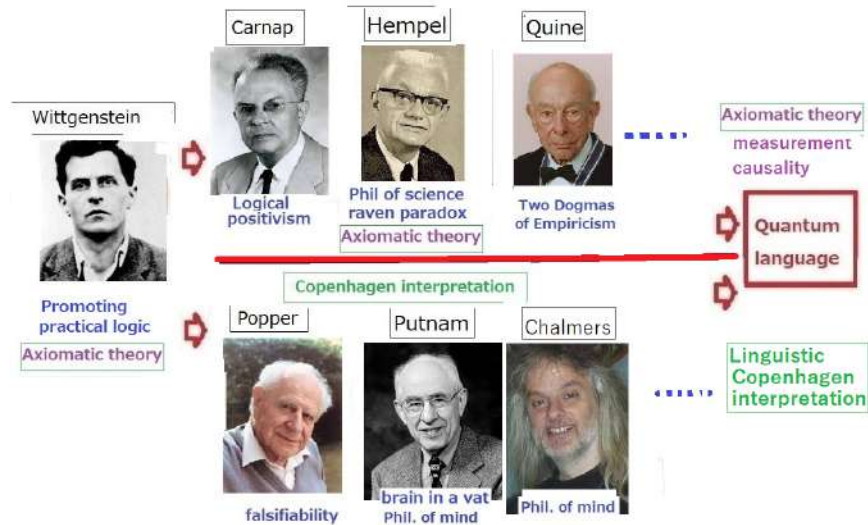 Carnap
Hempel
Quine
Wittgenstein
Axiomatic theory
measurement
causality
Logical
positivism
Phil of science
raven paradox
Two Dogmas
of Empiricism
Axiomatic theory
Quantum
language
Copenhagen interpretation
Promoting
practical logic
Axiomatic theory
Popper
Putnam
Chalmers
Linguistic
Copenhagen
interpretation
falsifiability
brain in a vat
Phil. of mind
Phil. of mind